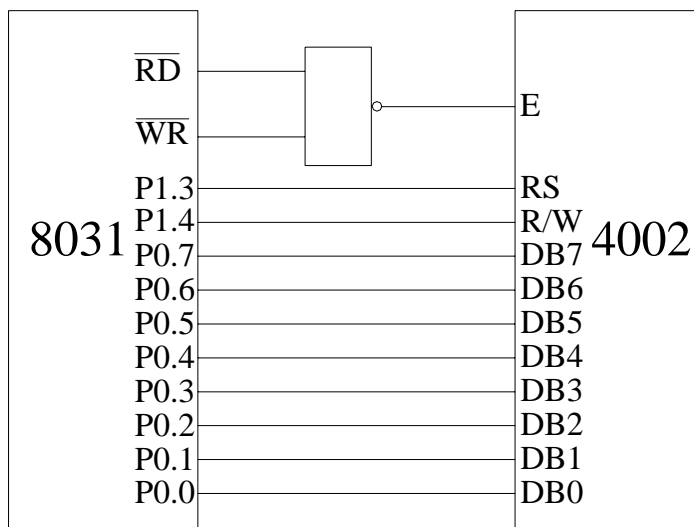 RD
WR
E
P1.3 RS
P1.4 R/W
8031 4002
P0.7 DB7
P0.6 DB6
P0.5 DB5
P0.4 DB4
P0.3 DB3
P0.2 DB2
P0.1 DB1
P0.0 DB0